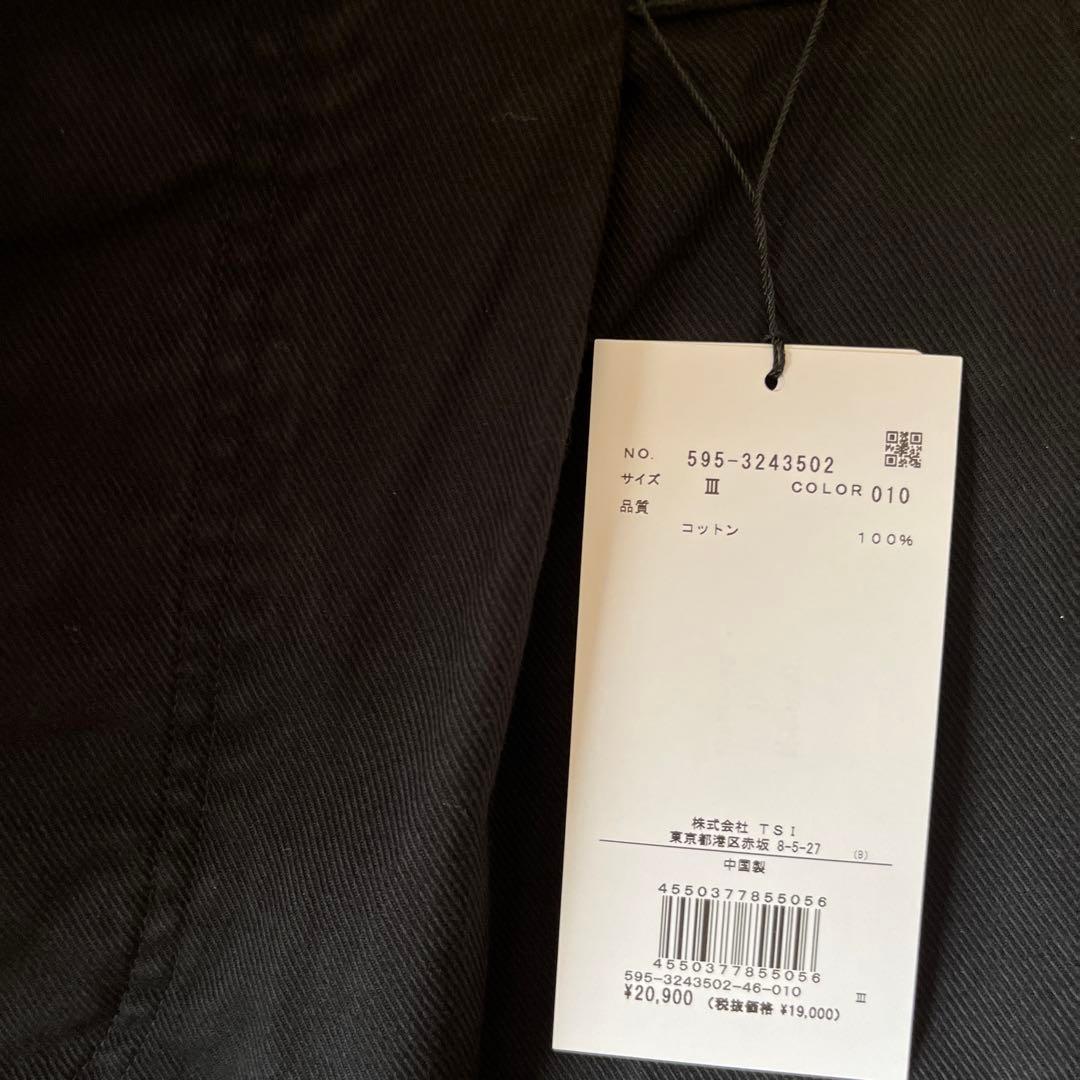 NO. 595-3243502
サイズ Ⅲ COLOR 010
品質
コットン 100%
株式会社 TSI
東京都港区赤坂 8-5-27 (B)
中国製
4550377855056
4550377855056
595-3243502-46-010
¥20,900 (税抜価格 ¥19,000) Ⅲ